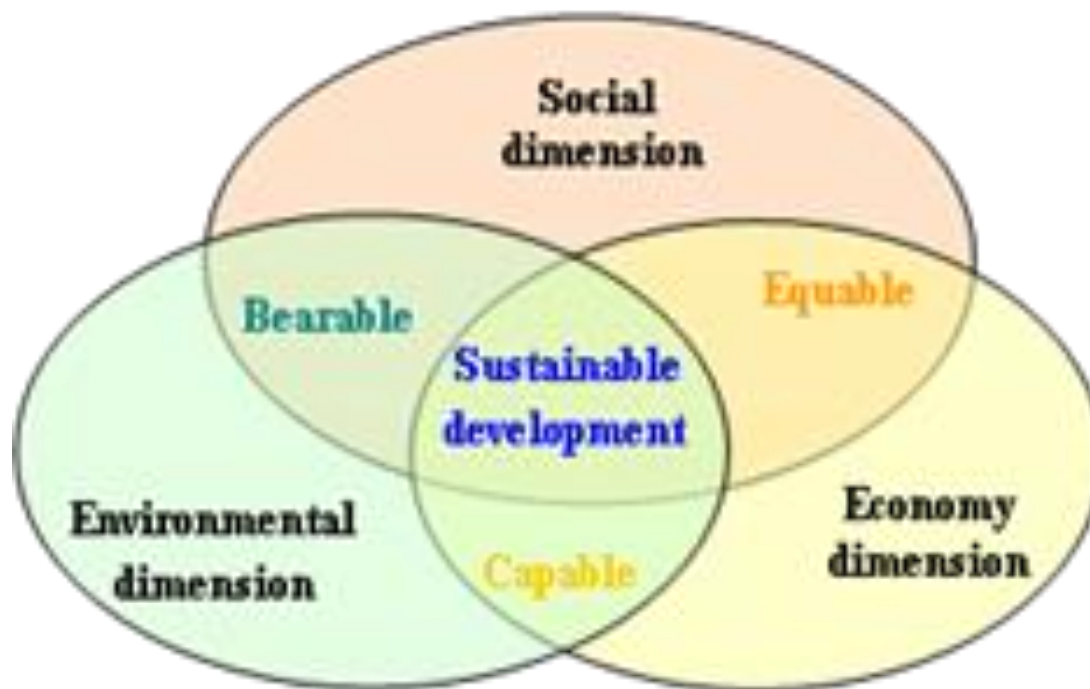 Social
dimension
Bearable
Equable
Sustainable
development
Environmental
dimension
Economy
dimension
Capable